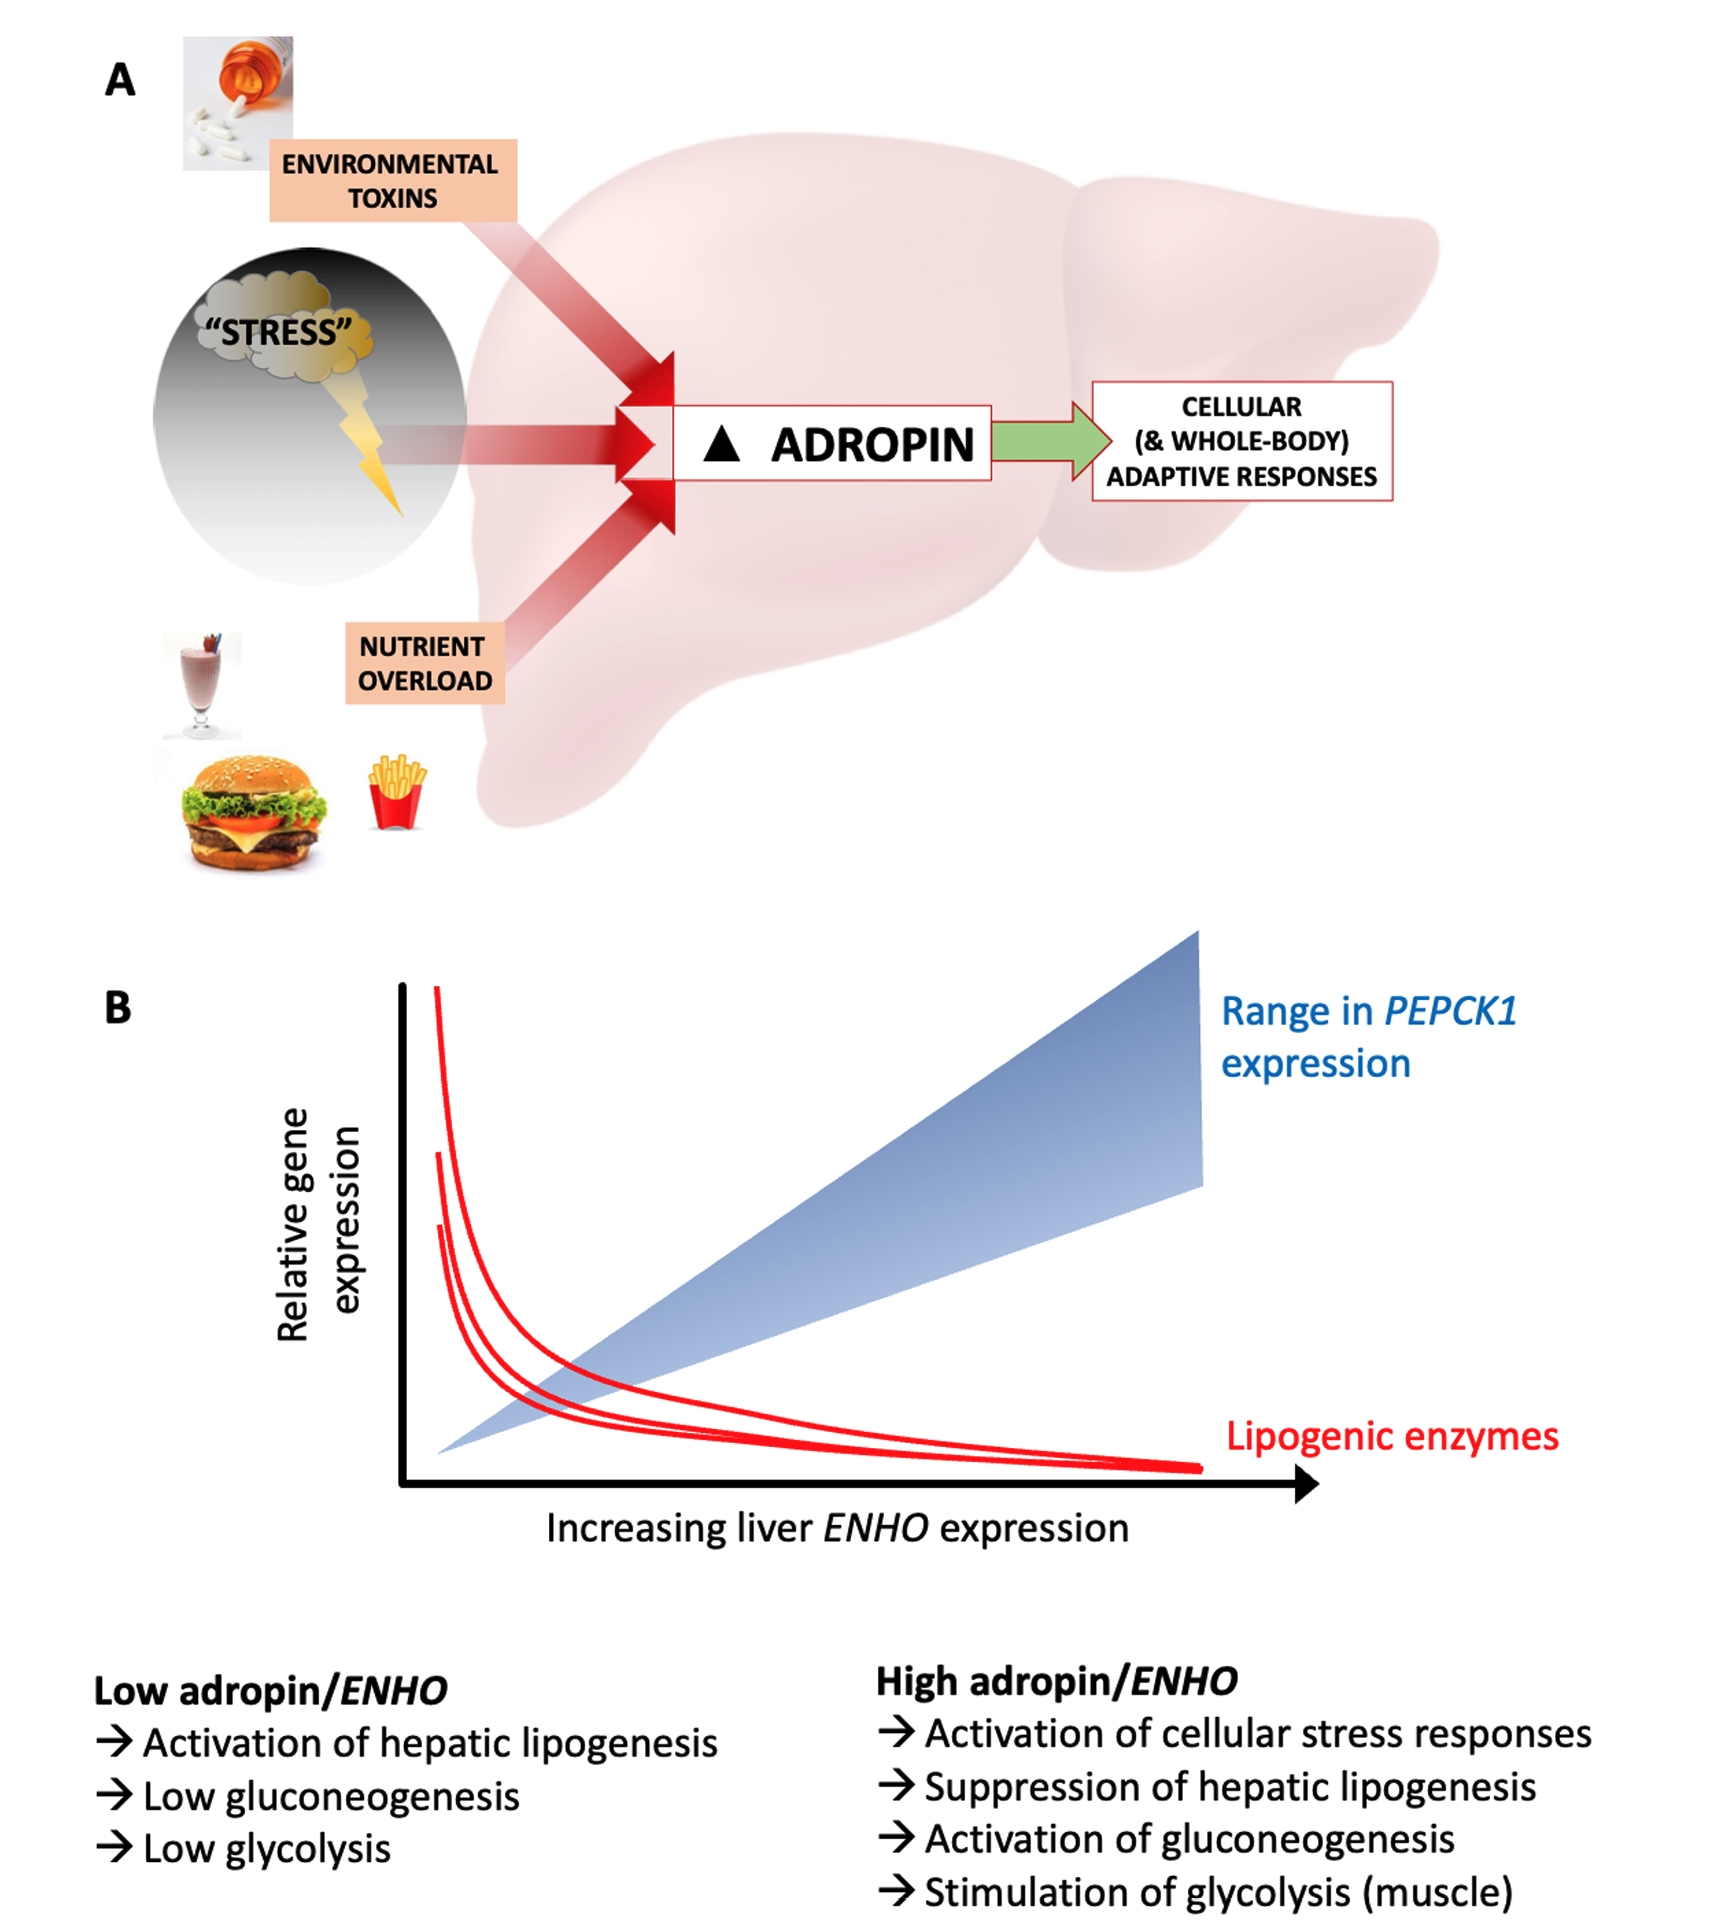 A
ENVIRONMENTAL
TOXINS
“STRESS”
▲ ADROPIN
CELLULAR
(& WHOLE-BODY)
ADAPTIVE RESPONSES
NUTRIENT
OVERLOAD
B
Relative gene
expression
Range in PEPCK1
expression
Lipogenic enzymes
Increasing liver ENHO expression
Low adropin/ENHO
→ Activation of hepatic lipogenesis
→ Low gluconeogenesis
→ Low glycolysis
High adropin/ENHO
→ Activation of cellular stress responses
→ Suppression of hepatic lipogenesis
→ Activation of gluconeogenesis
→ Stimulation of glycolysis (muscle)